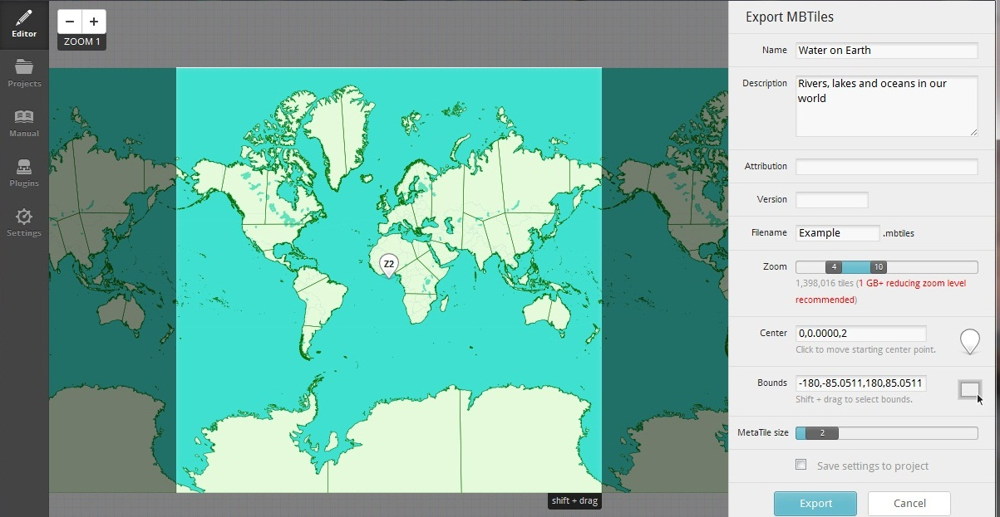 Editor
Projects
Manual
Plugins
Settings
− +
ZOOM 1
Z2
shift + drag
Export MBTiles
Name Water on Earth
Description Rivers, lakes and oceans in our
world
Attribution
Version
Filename Example .mbtiles
Zoom 4 10
1,398,016 tiles (1 GB+ reducing zoom level
recommended)
Center 0,0.0000,2
Click to move starting center point.
Bounds -180,-85.0511,180,85.0511
Shift + drag to select bounds.
MetaTile size 2
Save settings to project
Export Cancel